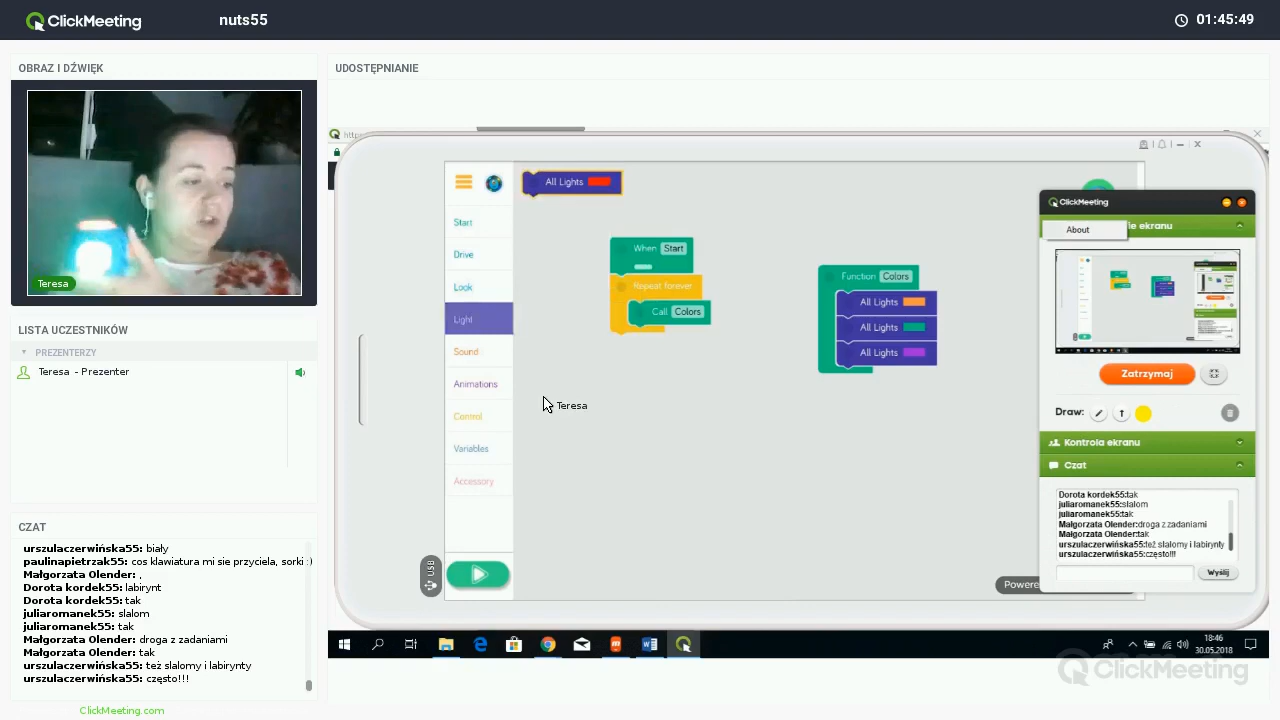 ClickMeeting
nuts55
01:45:49
OBRAZ I DŹWIĘK
Teresa
LISTA UCZESTNIKÓW
PREZENTERZY
Teresa - Prezenter
CZAT
urszulaczerwińska55: biały
paulinapietrzak55: cos klawiatura mi sie przyciela, sorki :)
Małgorzata Olender: ,
Dorota kordek55: labirynt
Dorota kordek55: tak
juliaromanek55: slalom
juliaromanek55: tak
Małgorzata Olender: droga z zadaniami
Małgorzata Olender: tak
urszulaczerwińska55: też slalomy i labirynty
urszulaczerwińska55: często!!!
ClickMeeting.com
UDOSTĘPNIANIE
Start
Drive
Look
Light
Sound
Animations
Control
Variables
Accessory
All Lights
When Start
Repeat forever
Call Colors
Function Colors
All Lights
All Lights
All Lights
Teresa
USB
Powere
ClickMeeting
About
ie ekranu
Zatrzymaj
Draw:
Kontrola ekranu
Czat
Dorota kordek55:tak
juliaromanek55:slalom
juliaromanek55:tak
Małgorzata Olender:droga z zadaniami
Małgorzata Olender:tak
urszulaczerwińska55:też slalomy i labirynty
urszulaczerwińska55:często!!!
Wyślij
18:46
30.05.2018
ClickMeeting